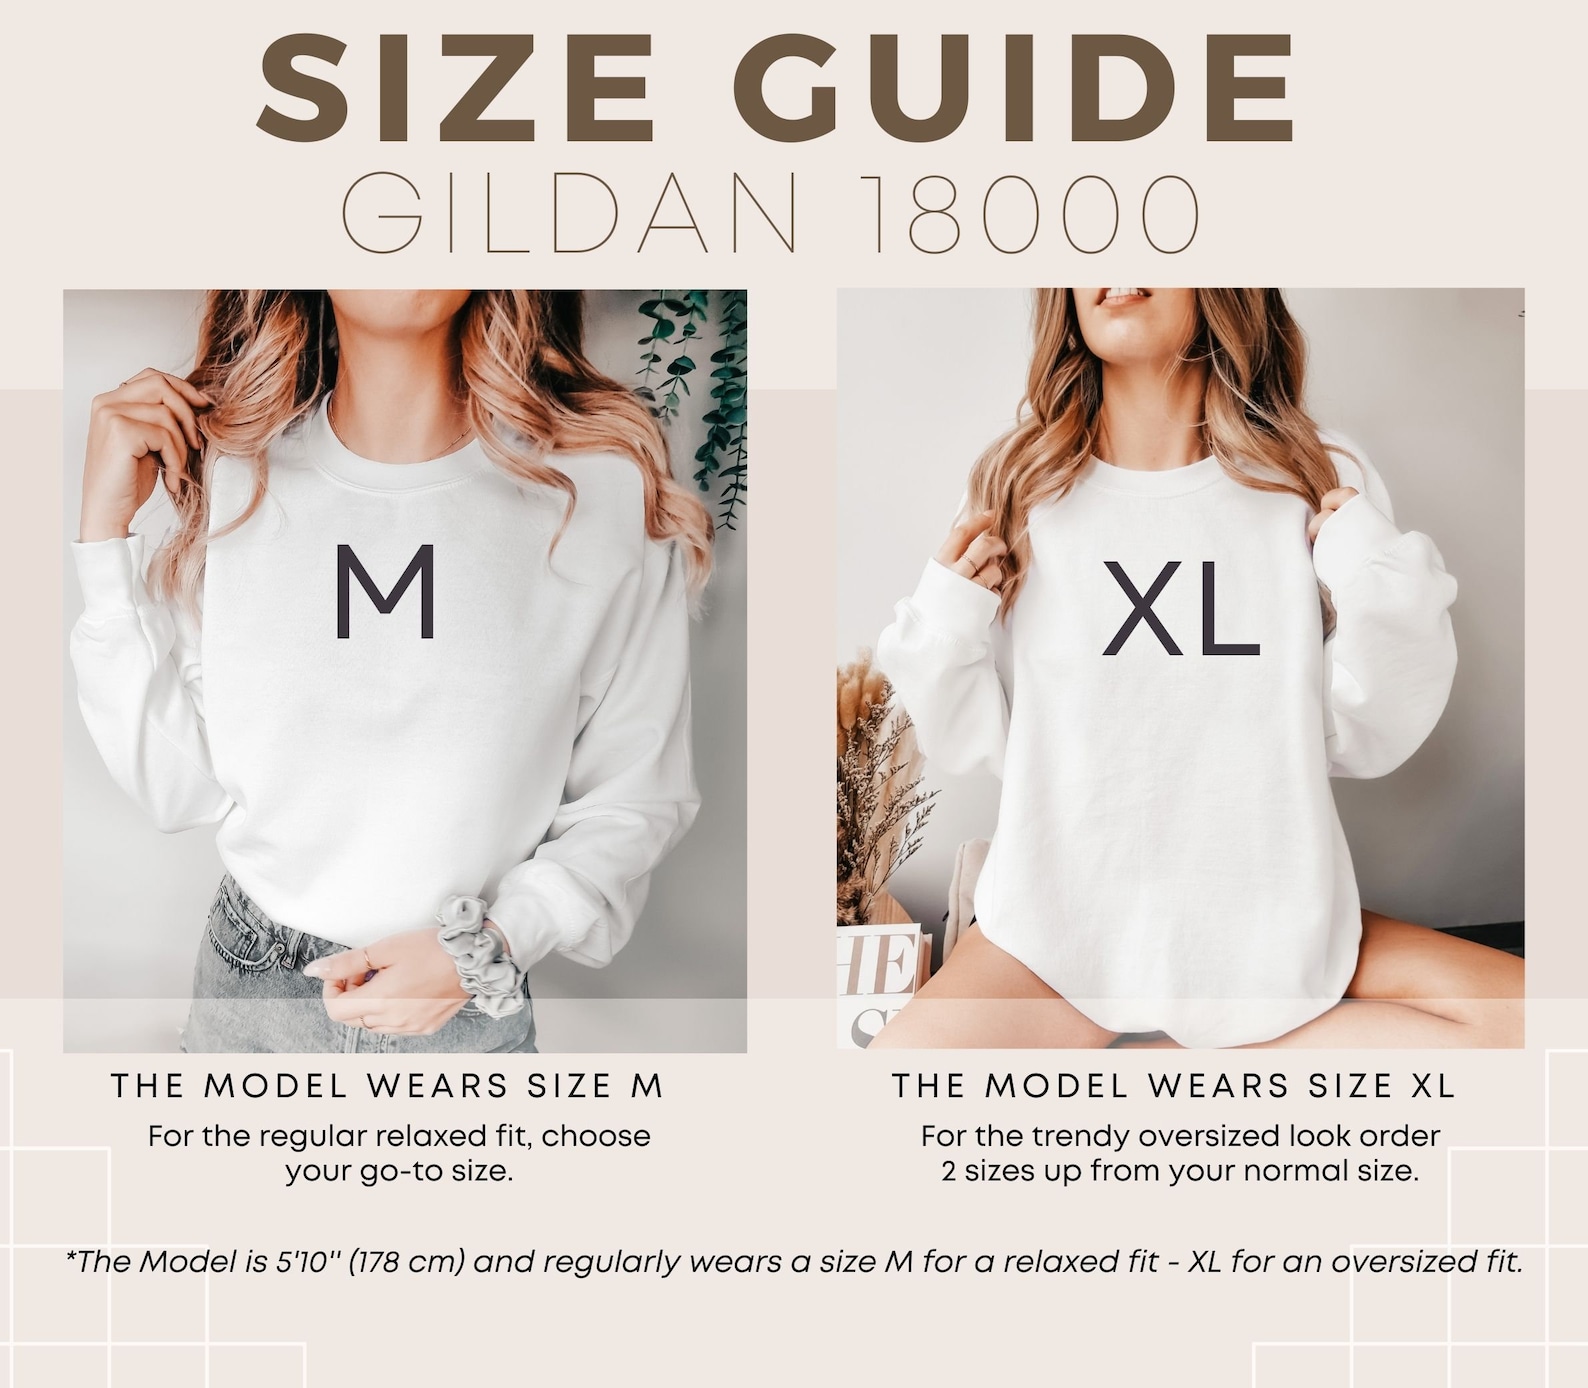 SIZE GUIDE
GILDAN 18000
M
XL
HE
THE MODEL WEARS SIZE M
For the regular relaxed fit, choose
your go-to size.
THE MODEL WEARS SIZE XL
For the trendy oversized look order
2 sizes up from your normal size.
*The Model is 5'10'' (178 cm) and regularly wears a size M for a relaxed fit - XL for an oversized fit.